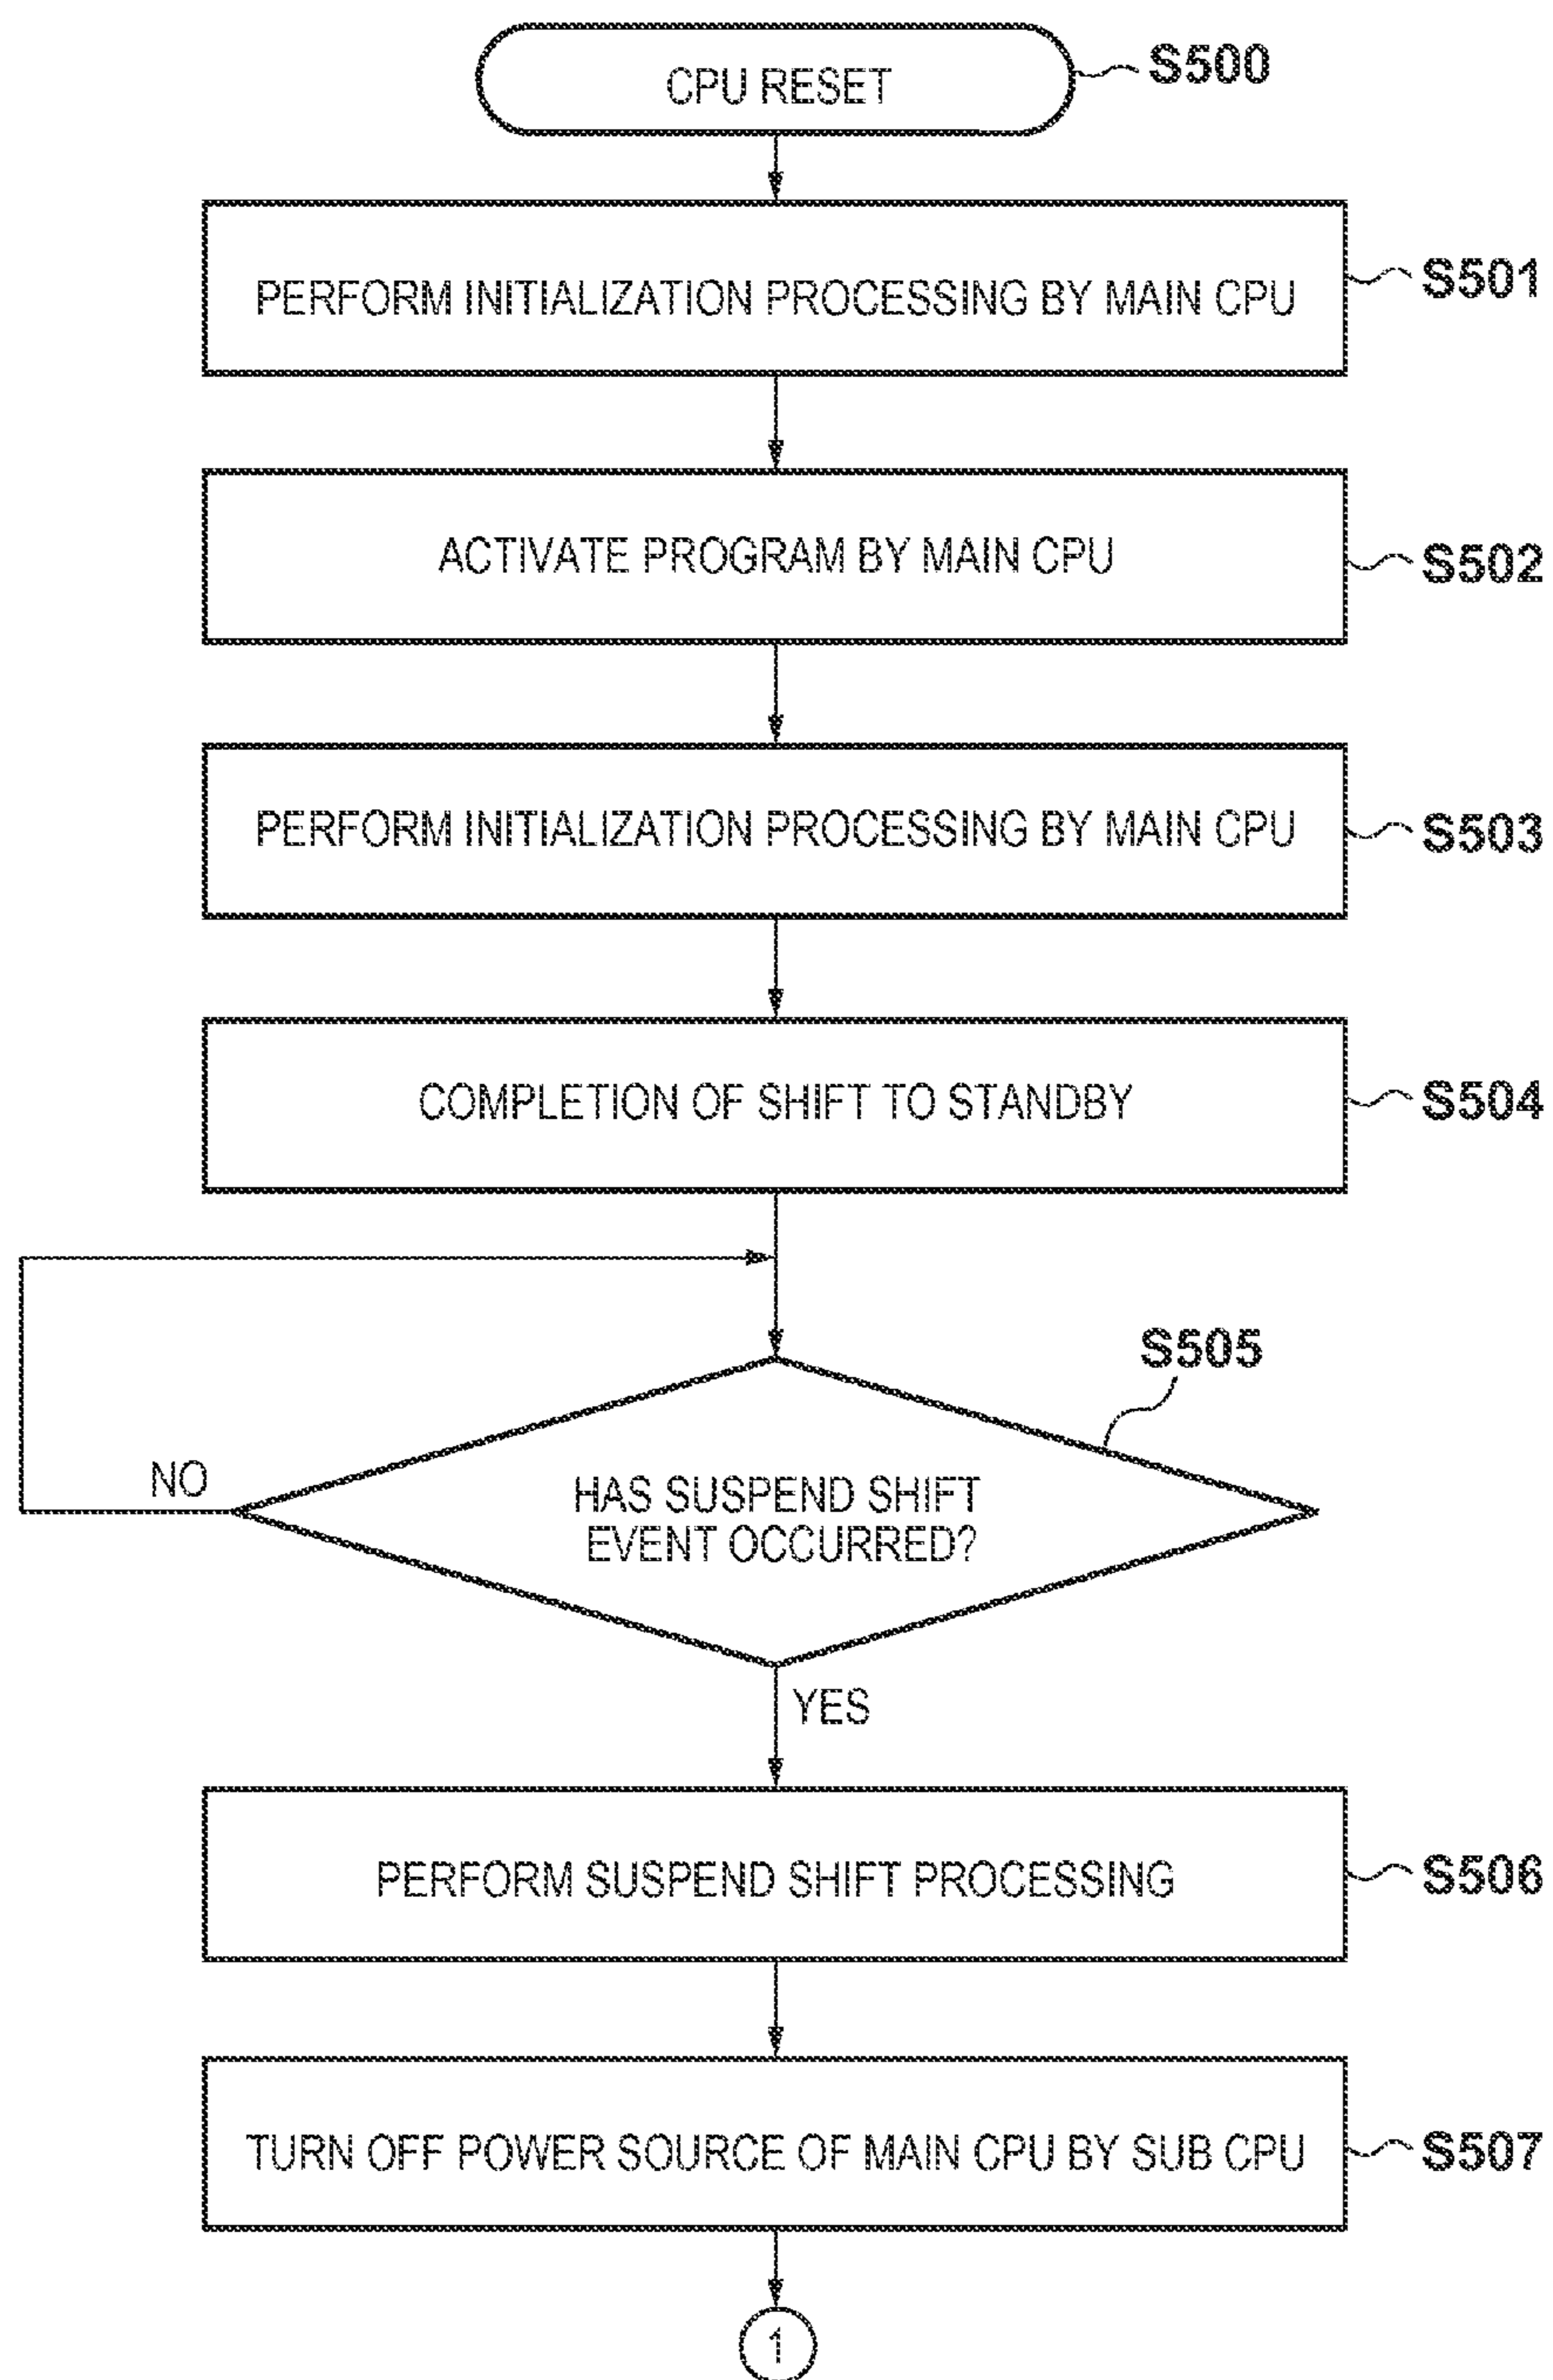 CPU RESET
S500
PERFORM INITIALIZATION PROCESSING BY MAIN CPU
S501
ACTIVATE PROGRAM BY MAIN CPU
S502
PERFORM INITIALIZATION PROCESSING BY MAIN CPU
S503
COMPLETION OF SHIFT TO STANDBY
S504
S505
NO
HAS SUSPEND SHIFT
EVENT OCCURRED?
YES
PERFORM SUSPEND SHIFT PROCESSING
S506
TURN OFF POWER SOURCE OF MAIN CPU BY SUB CPU
S507
1